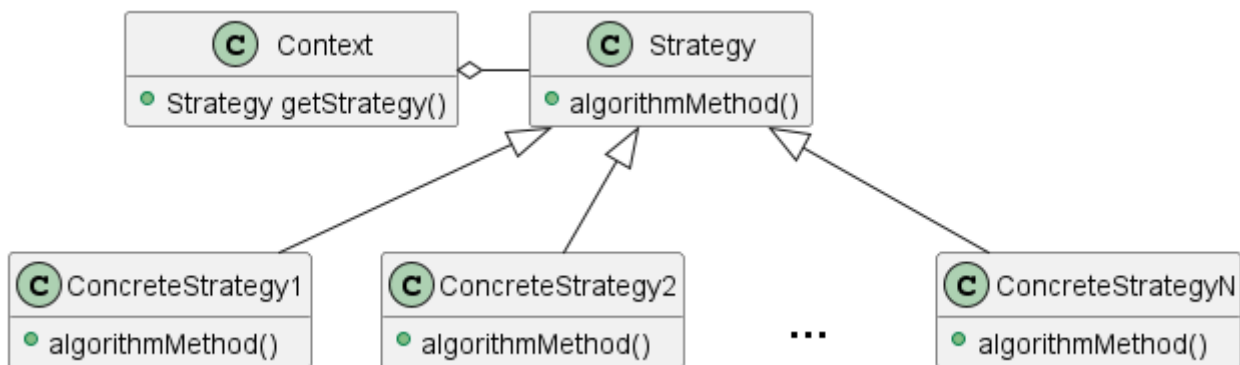 C Context
Strategy getStrategy()
C Strategy
algorithmMethod()
C ConcreteStrategy1
algorithmMethod()
C ConcreteStrategy2
algorithmMethod()
...
C ConcreteStrategyN
algorithmMethod()